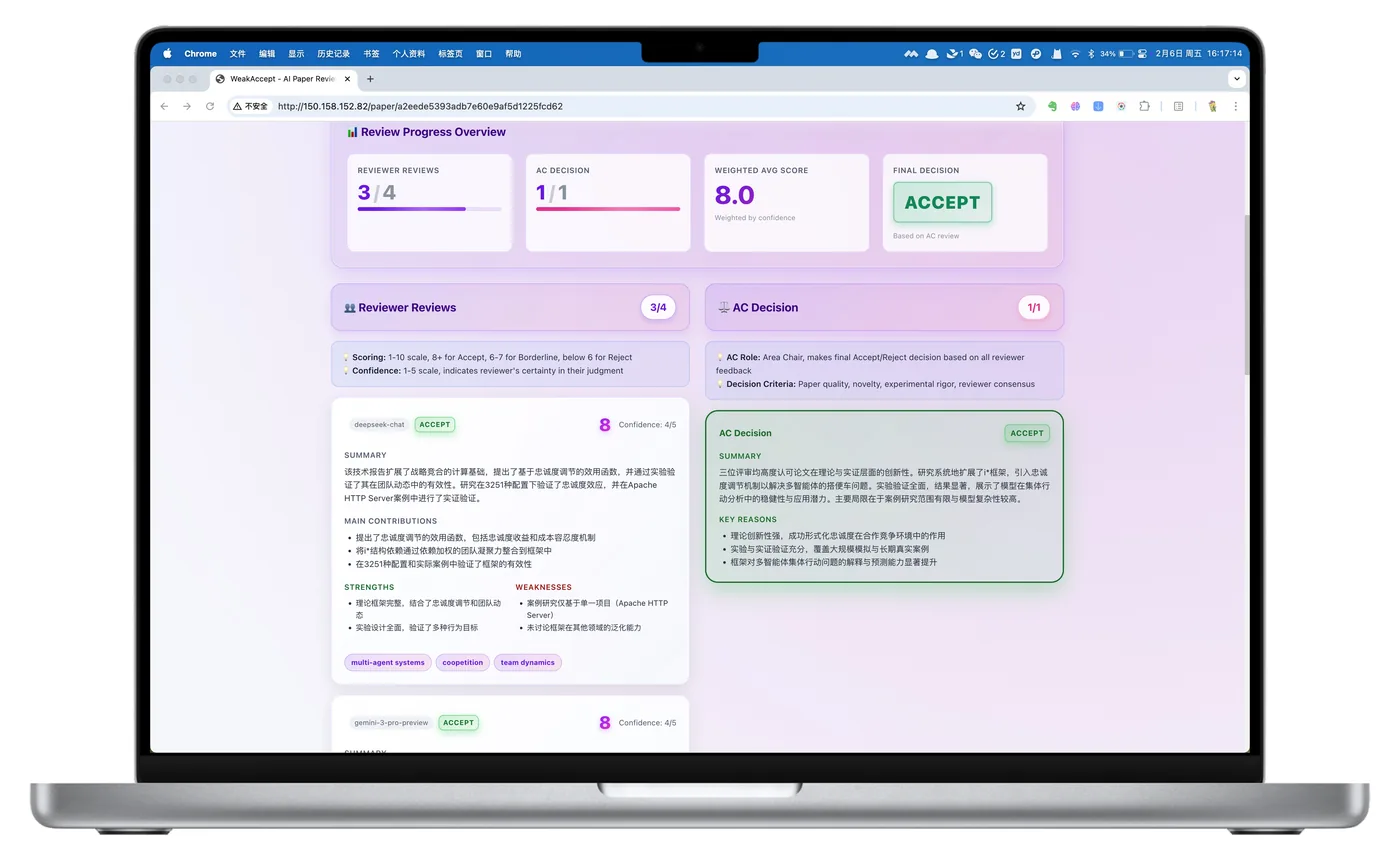 Chrome 文件 编辑 显示 历史记录 书签 个人资料 标签页 窗口 帮助
1 2 yd 34% 2月6日 周五 16:17:14
WeakAccept - AI Paper Revie
不安全 http://150.158.152.82/paper/a2eede5393adb7e60e9af5d1225fcd62
Review Progress Overview
REVIEWER REVIEWS
3/4
AC DECISION
1/1
WEIGHTED AVG SCORE
8.0
Weighted by confidence
FINAL DECISION
ACCEPT
Based on AC review
Reviewer Reviews 3/4
Scoring: 1-10 scale, 8+ for Accept, 6-7 for Borderline, below 6 for Reject
Confidence: 1-5 scale, indicates reviewer's certainty in their judgment
deepseek-chat ACCEPT 8 Confidence: 4/5
SUMMARY
该技术报告扩展了战略竞合的计算基础，提出了基于忠诚度调节的效用函数，并通过实验验
证了其在团队动态中的有效性。研究在3251种配置下验证了忠诚度效应，并在Apache
HTTP Server案例中进行了实证验证。
MAIN CONTRIBUTIONS
• 提出了忠诚度调节的效用函数，包括忠诚度收益和成本容忍度机制
• 将i*结构依赖通过依赖加权的团队凝聚力整合到框架中
• 在3251种配置和实际案例中验证了框架的有效性
STRENGTHS
• 理论框架完整，结合了忠诚度调节和团队动
态
• 实验设计全面，验证了多种行为目标
WEAKNESSES
• 案例研究仅基于单一项目（Apache HTTP
Server）
• 未讨论框架在其他领域的泛化能力
multi-agent systems coopetition team dynamics
gemini-3-pro-preview ACCEPT 8 Confidence: 4/5
SUMMARY
AC Decision 1/1
AC Role: Area Chair, makes final Accept/Reject decision based on all reviewer
feedback
Decision Criteria: Paper quality, novelty, experimental rigor, reviewer consensus
AC Decision ACCEPT
SUMMARY
三位评审均高度认可论文在理论与实证层面的创新性。研究系统地扩展了i*框架，引入忠诚
度调节机制以解决多智能体的搭便车问题。实验验证全面，结果显著，展示了模型在集体行
动分析中的稳健性与应用潜力。主要局限在于案例研究范围有限与模型复杂性较高。
KEY REASONS
• 理论创新性强，成功形式化忠诚度在合作竞争环境中的作用
• 实验与实证验证充分，覆盖大规模模拟与长期真实案例
• 框架对多智能体集体行动问题的解释与预测能力显著提升